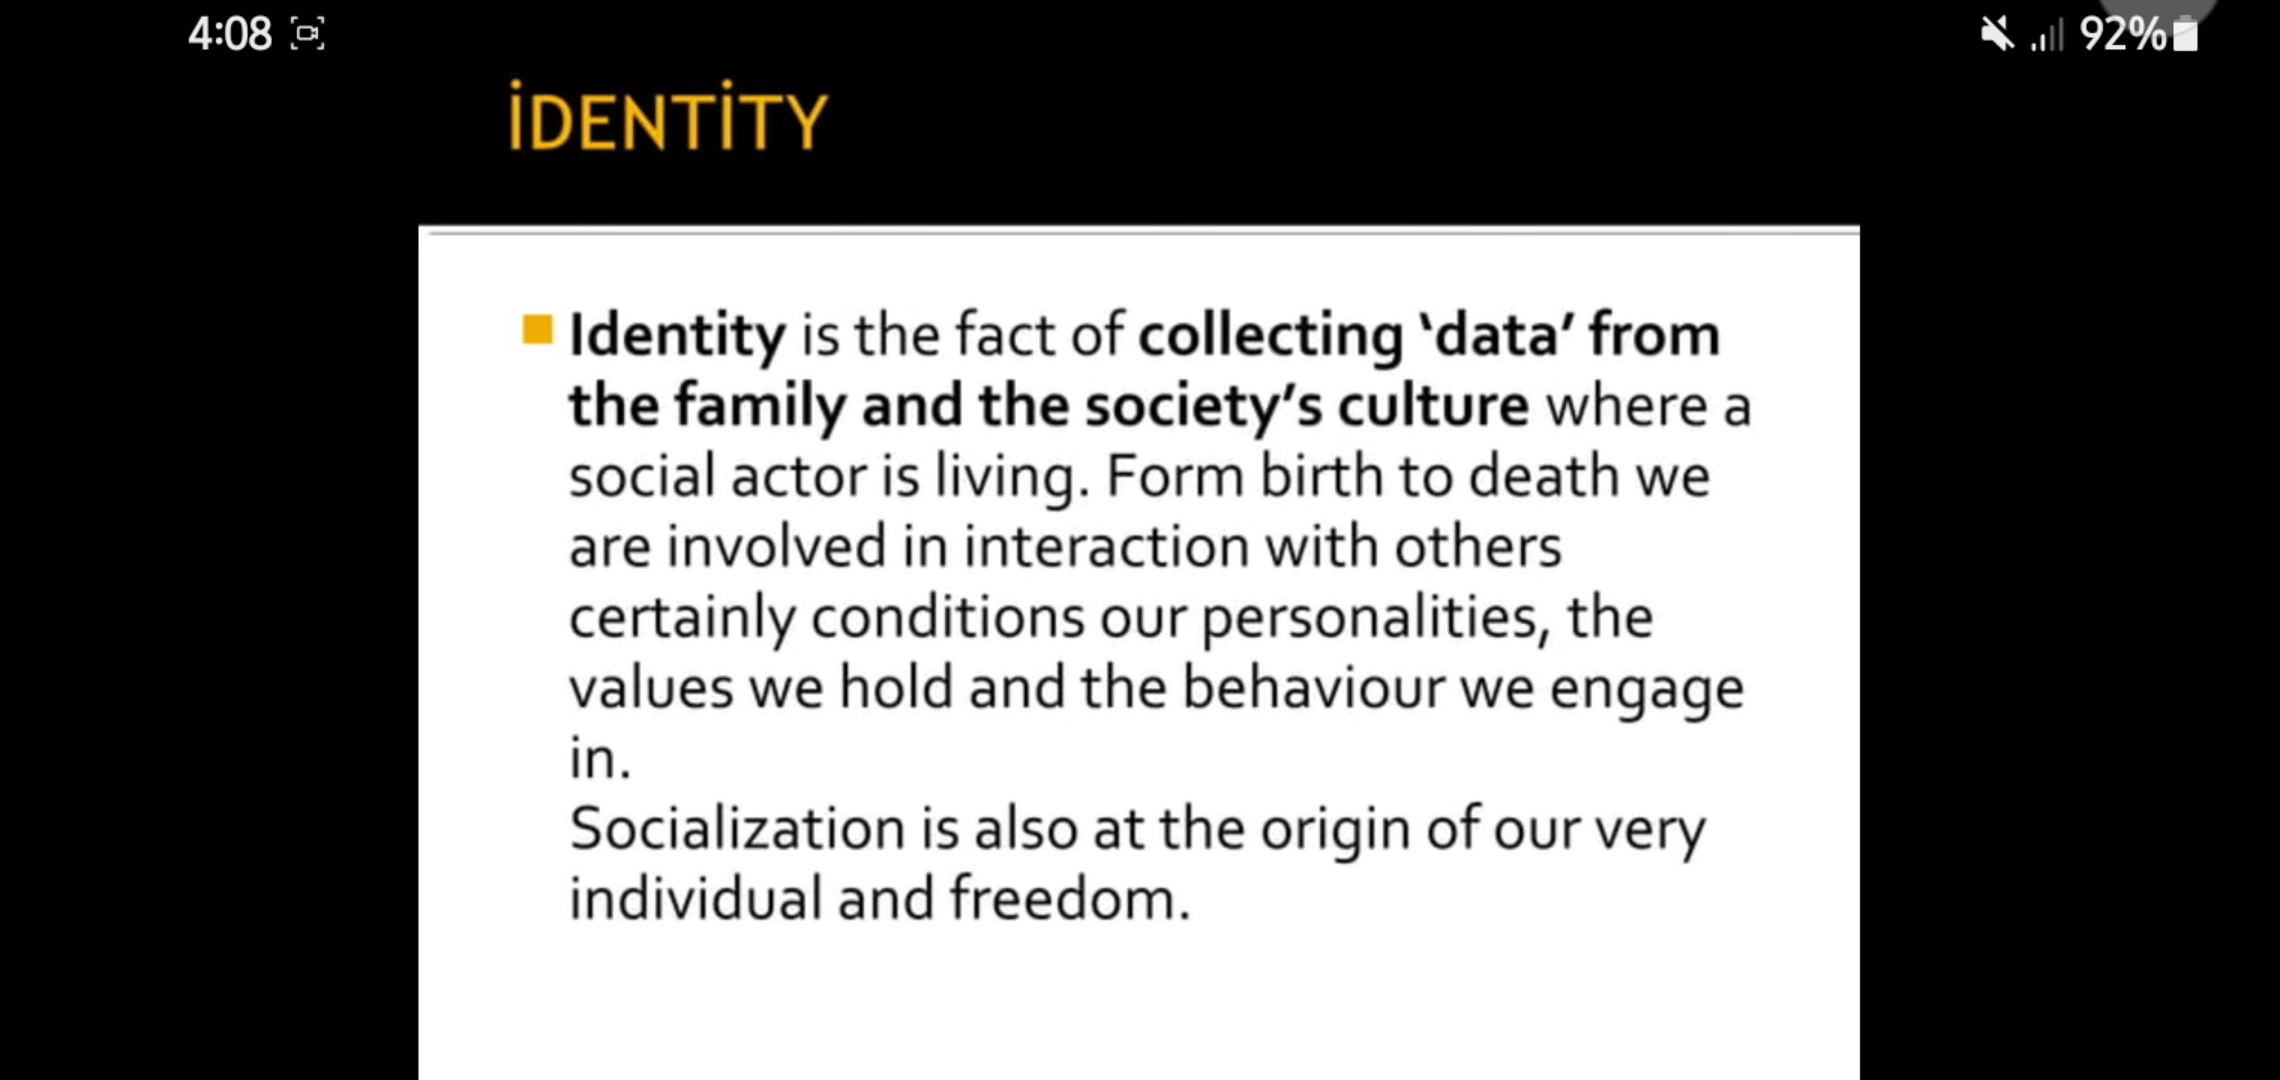 4:08
92%
İDENTİTY
Identity is the fact of collecting ‘data’ from
the family and the society’s culture where a
social actor is living. Form birth to death we
are involved in interaction with others
certainly conditions our personalities, the
values we hold and the behaviour we engage
in.
Socialization is also at the origin of our very
individual and freedom.